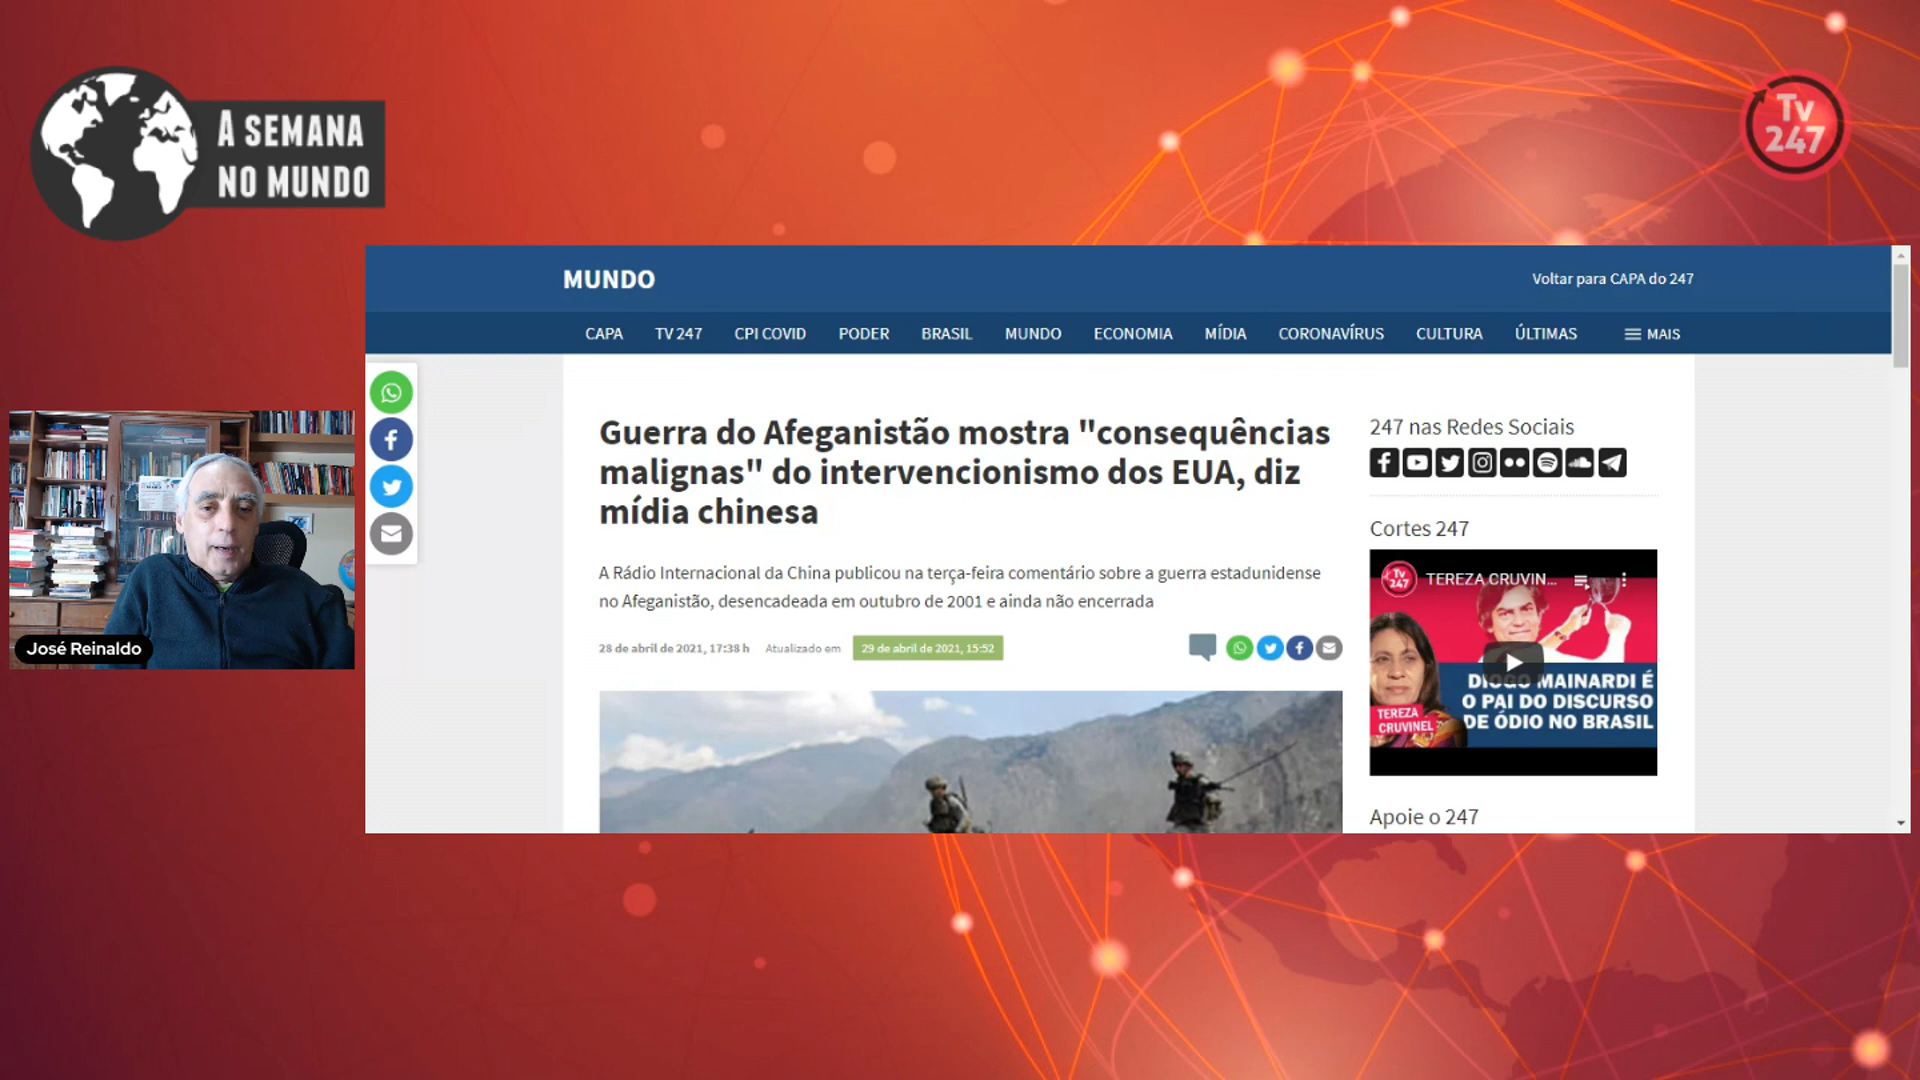 A SEMANA
NO MUNDO
Tv
247
MUNDO
Voltar para CAPA do 247
CAPA TV 247 CPI COVID PODER BRASIL MUNDO ECONOMIA MÍDIA CORONAVÍRUS CULTURA ÚLTIMAS MAIS
Guerra do Afeganistão mostra "consequências
malignas" do intervencionismo dos EUA, diz
mídia chinesa
A Rádio Internacional da China publicou na terça-feira comentário sobre a guerra estadunidense
no Afeganistão, desencadeada em outubro de 2001 e ainda não encerrada
28 de abril de 2021, 17:38 h Atualizado em 29 de abril de 2021, 15:52
247 nas Redes Sociais
Cortes 247
Tv
247
TEREZA CRUVIN...
DIOGO MAINARDI É
O PAI DO DISCURSO
DE ÓDIO NO BRASIL
TEREZA
CRUVINEL
Apoie o 247
José Reinaldo